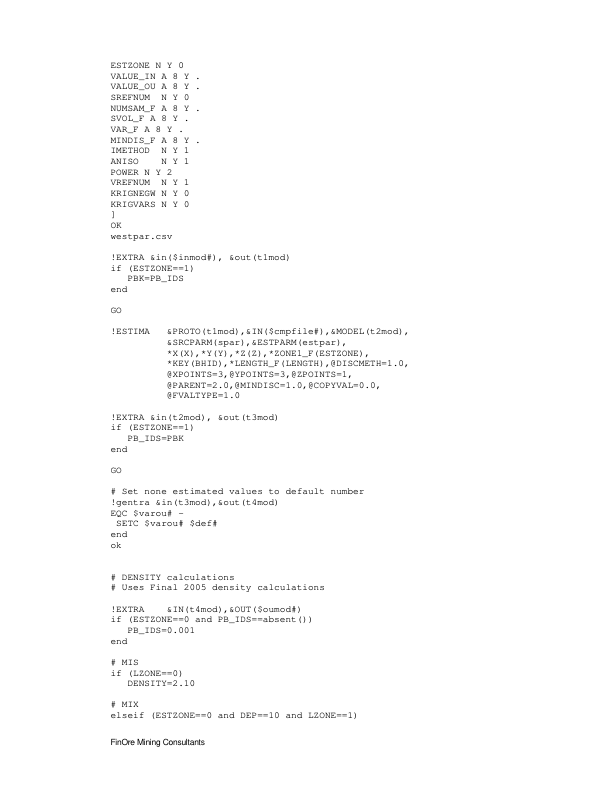 ESTZONE N Y 0
VALUE_IN A 8 Y .
VALUE_OU A 8 Y .
SREFNUM  N Y 0
NUMSAM_F A 8 Y .
SVOL_F A 8 Y .
VAR_F A 8 Y .
MINDIS_F A 8 Y .
IMETHOD  N Y 1
ANISO    N Y 1
POWER N Y 2
VREFNUM  N Y 1
KRIGNEGW N Y 0
KRIGVARS N Y 0
]
OK
westpar.csv

!EXTRA &in($inmod#), &out(t1mod)
if (ESTZONE==1)
   PBK=PB_IDS
end

GO

!ESTIMA   &PROTO(t1mod),&IN($cmpfile#),&MODEL(t2mod),
          &SRCPARM(spar),&ESTPARM(estpar),
          *X(X),*Y(Y),*Z(Z),*ZONE1_F(ESTZONE),
          *KEY(BHID),*LENGTH_F(LENGTH),@DISCMETH=1.0,
          @XPOINTS=3,@YPOINTS=3,@ZPOINTS=1,
          @PARENT=2.0,@MINDISC=1.0,@COPYVAL=0.0,
          @FVALTYPE=1.0

!EXTRA &in(t2mod), &out(t3mod)
if (ESTZONE==1)
   PB_IDS=PBK
end

GO

# Set none estimated values to default number
!gentra &in(t3mod),&out(t4mod)
EQC $varou# -
 SETC $varou# $def#
end
ok

# DENSITY calculations
# Uses Final 2005 density calculations

!EXTRA    &IN(t4mod),&OUT($oumod#)
if (ESTZONE==0 and PB_IDS==absent())
   PB_IDS=0.001
end

# MIS
if (LZONE==0)
   DENSITY=2.10

# MIX
elseif (ESTZONE==0 and DEP==10 and LZONE==1)

FinOre Mining Consultants